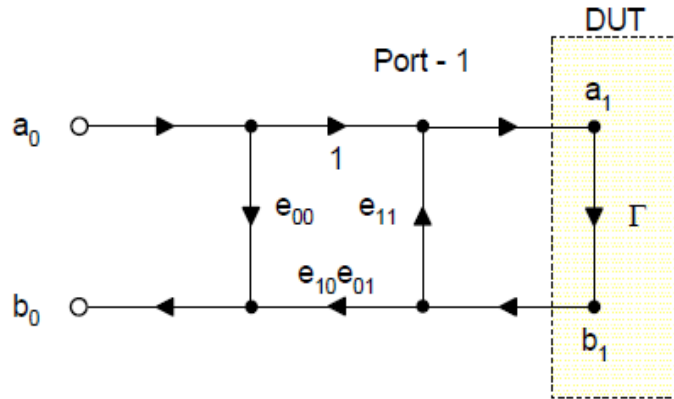 DUT
Port - 1
a₀
a₁
1
e₀₀
e₁₁
Γ
e₁₀e₀₁
b₀
b₁